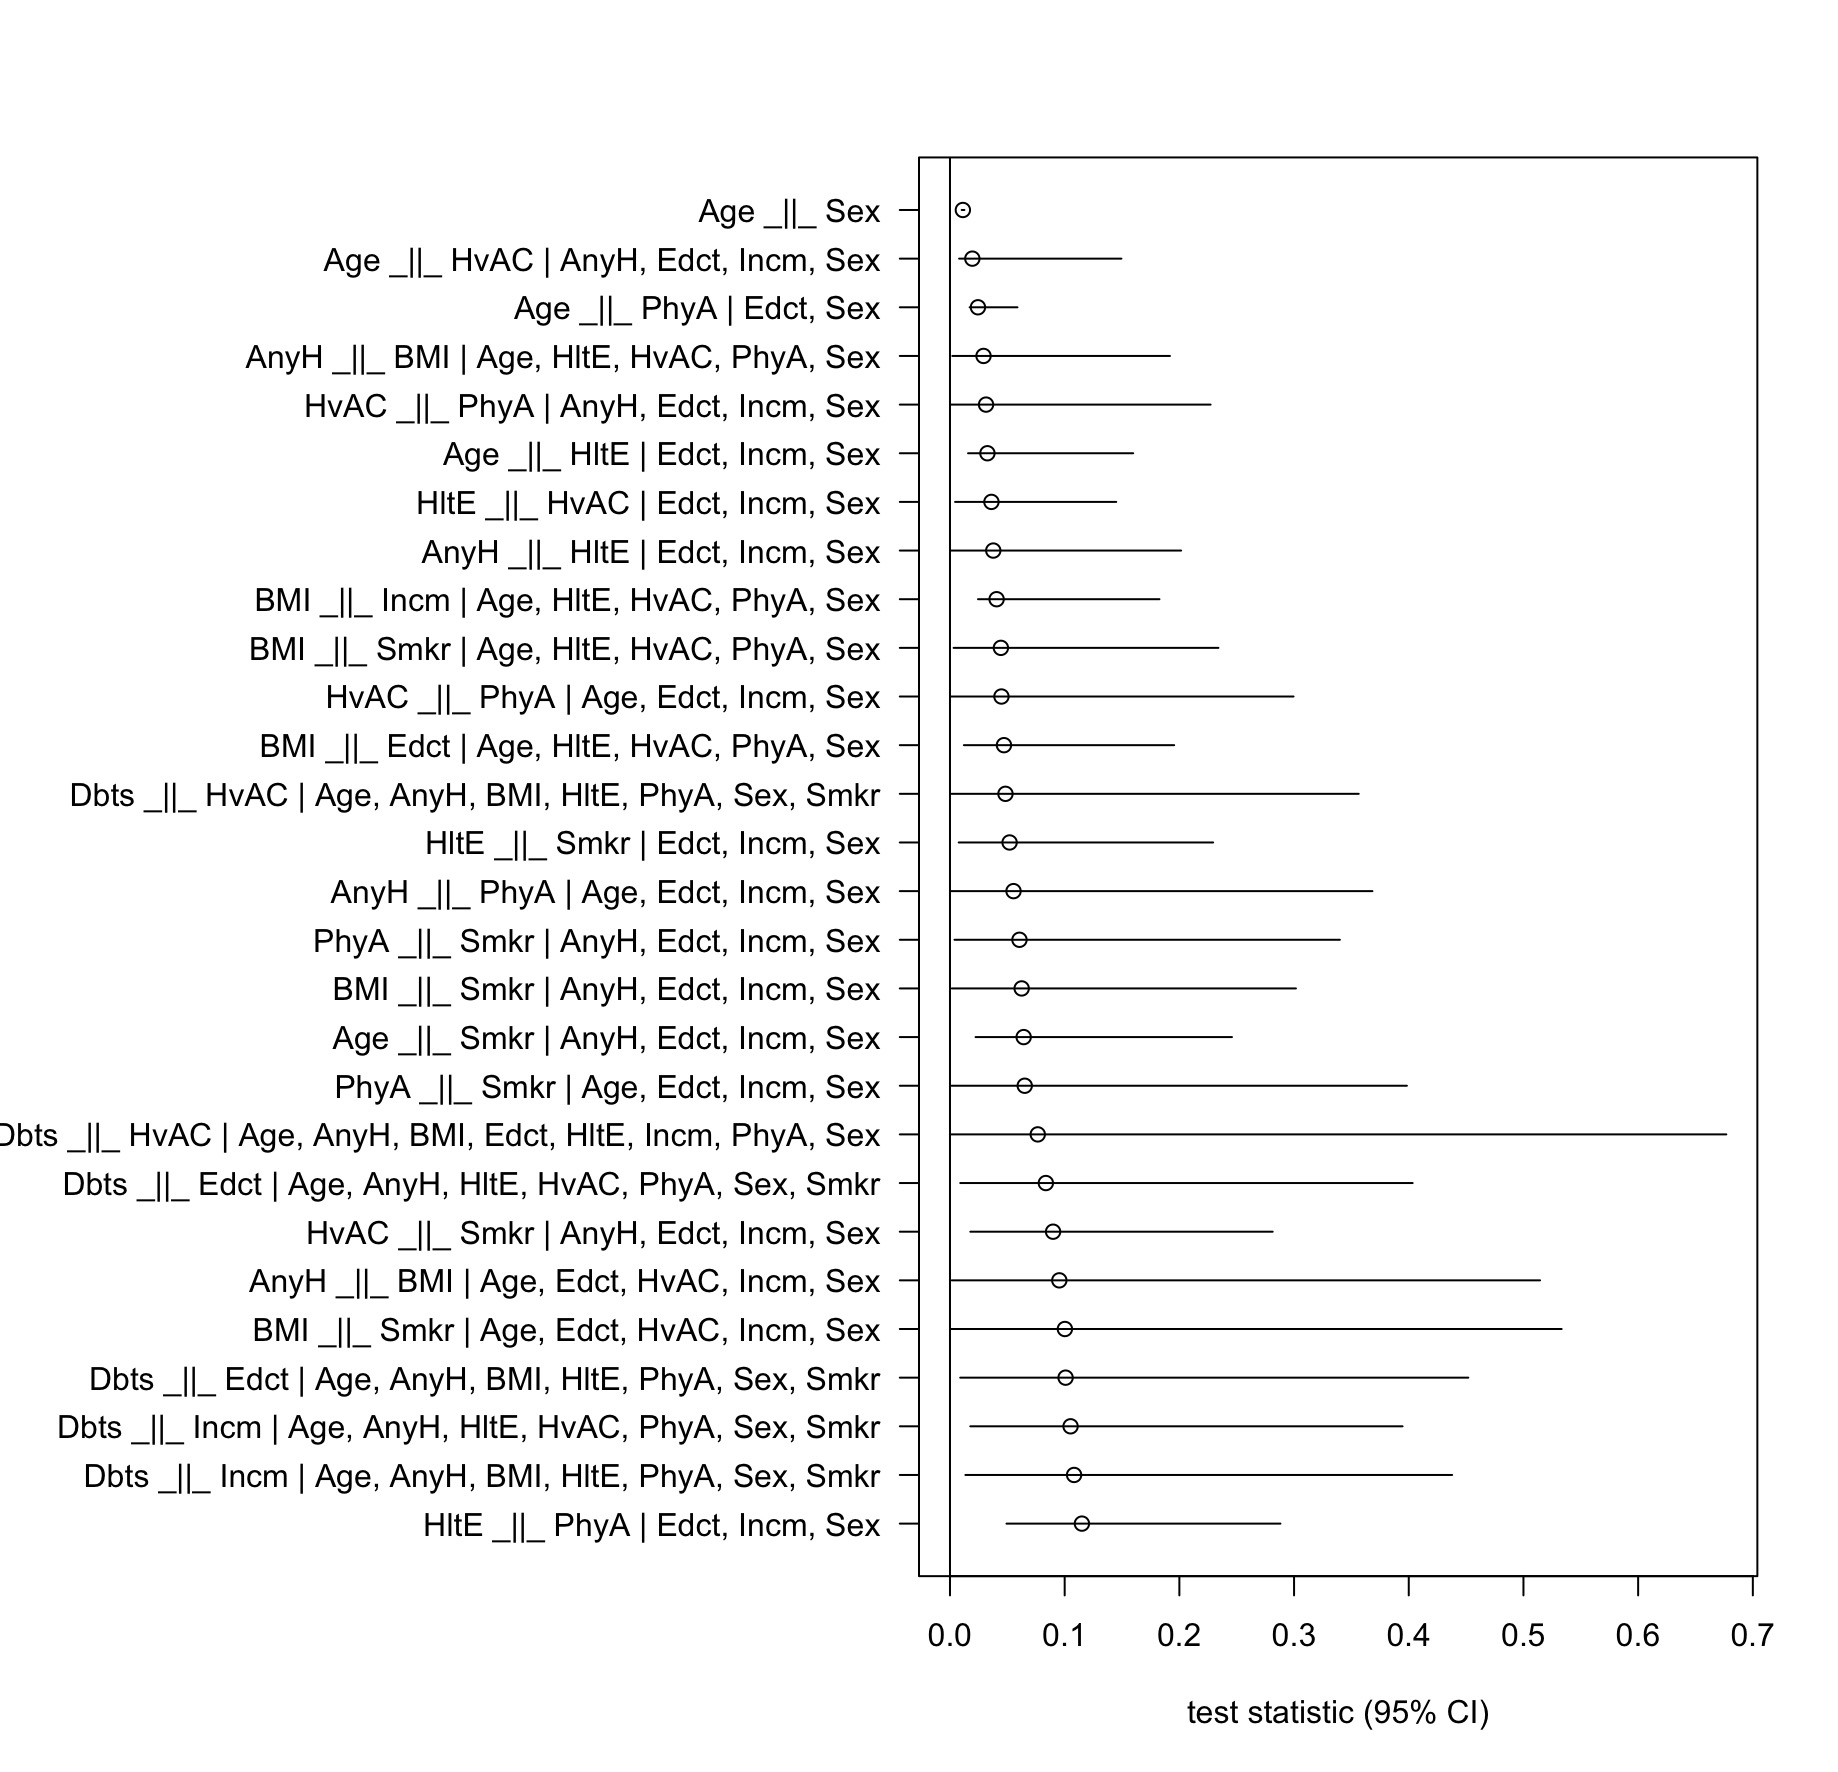 Age _||_ Sex
Age _||_ HvAC | AnyH, Edct, Incm, Sex
Age _||_ PhyA | Edct, Sex
AnyH _||_ BMI | Age, HltE, HvAC, PhyA, Sex
HvAC _||_ PhyA | AnyH, Edct, Incm, Sex
Age _||_ HltE | Edct, Incm, Sex
HltE _||_ HvAC | Edct, Incm, Sex
AnyH _||_ HltE | Edct, Incm, Sex
BMI _||_ Incm | Age, HltE, HvAC, PhyA, Sex
BMI _||_ Smkr | Age, HltE, HvAC, PhyA, Sex
HvAC _||_ PhyA | Age, Edct, Incm, Sex
BMI _||_ Edct | Age, HltE, HvAC, PhyA, Sex
Dbts _||_ HvAC | Age, AnyH, BMI, HltE, PhyA, Sex, Smkr
HltE _||_ Smkr | Edct, Incm, Sex
AnyH _||_ PhyA | Age, Edct, Incm, Sex
PhyA _||_ Smkr | AnyH, Edct, Incm, Sex
BMI _||_ Smkr | AnyH, Edct, Incm, Sex
Age _||_ Smkr | AnyH, Edct, Incm, Sex
PhyA _||_ Smkr | Age, Edct, Incm, Sex
Dbts _||_ HvAC | Age, AnyH, BMI, Edct, HltE, Incm, PhyA, Sex
Dbts _||_ Edct | Age, AnyH, HltE, HvAC, PhyA, Sex, Smkr
HvAC _||_ Smkr | AnyH, Edct, Incm, Sex
AnyH _||_ BMI | Age, Edct, HvAC, Incm, Sex
BMI _||_ Smkr | Age, Edct, HvAC, Incm, Sex
Dbts _||_ Edct | Age, AnyH, BMI, HltE, PhyA, Sex, Smkr
Dbts _||_ Incm | Age, AnyH, HltE, HvAC, PhyA, Sex, Smkr
Dbts _||_ Incm | Age, AnyH, BMI, HltE, PhyA, Sex, Smkr
HltE _||_ PhyA | Edct, Incm, Sex
0.0 0.1 0.2 0.3 0.4 0.5 0.6 0.7
test statistic (95% CI)